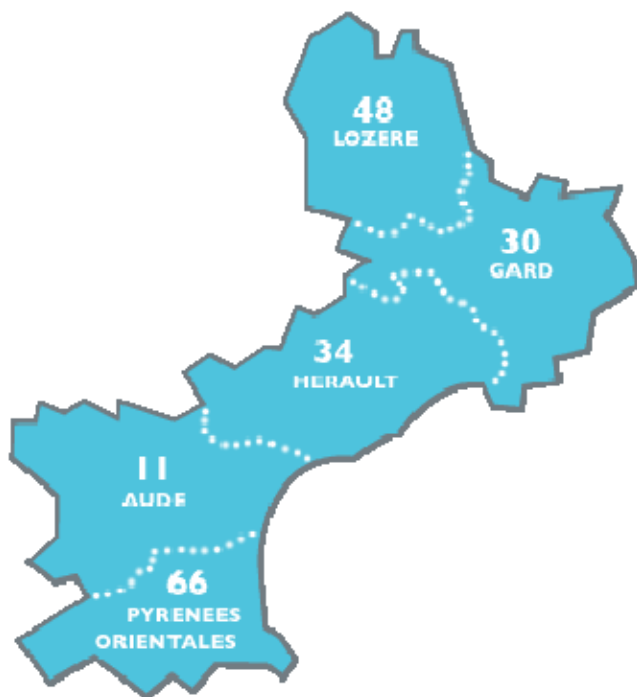 48
LOZERE
30
GARD
34
HERAULT
11
AUDE
66
PYRENEES
ORIENTALES